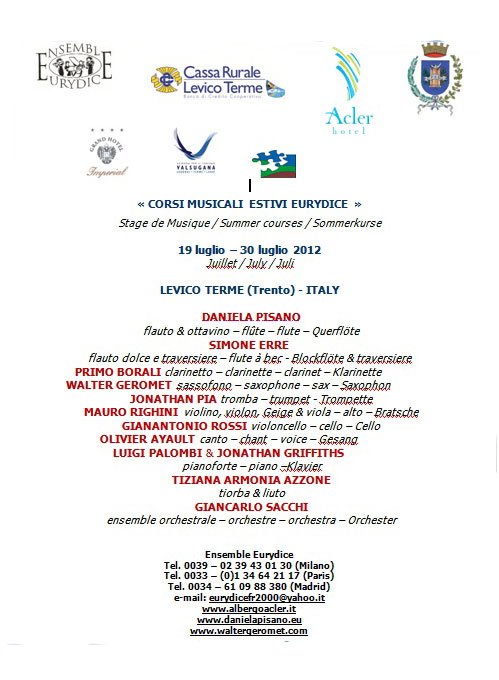 ENSEMBLE
EURYDICE
Cassa Rurale
Levico Terme
Banca di Credito Cooperativo
Acler
hotel
GRAND HOTEL
Imperial
VALSUGANA
« CORSI MUSICALI ESTIVI EURYDICE »
Stage de Musique / Summer courses / Sommerkurse
19 luglio – 30 luglio 2012
Juillet / July / Juli
LEVICO TERME (Trento) - ITALY
DANIELA PISANO
flauto & ottavino – flûte – flute – Querflöte
SIMONE ERRE
flauto dolce e traversiere – flute à bec - Blockflöte & traversiere
PRIMO BORALI clarinetto – clarinette – clarinet – Klarinette
WALTER GEROMET sassofono – saxophone – sax – Saxophon
JONATHAN PIA tromba – trumpet - Trompette
MAURO RIGHINI violino, violon, Geige & viola – alto – Bratsche
GIANANTONIO ROSSI violoncello – cello – Cello
OLIVIER AYAULT canto – chant – voice – Gesang
LUIGI PALOMBI & JONATHAN GRIFFITHS
pianoforte – piano –Klavier
TIZIANA ARMONIA AZZONE
tiorba & liuto
GIANCARLO SACCHI
ensemble orchestrale – orchestre – orchestra – Orchester
Ensemble Eurydice
Tel. 0039 – 02 39 43 01 30 (Milano)
Tel. 0033 – (0)1 34 64 21 17 (Paris)
Tel. 0034 – 61 09 88 380 (Madrid)
e-mail: eurydicefr2000@yahoo.it
www.albergoacler.it
www.danielapisano.eu
www.waltergeromet.com